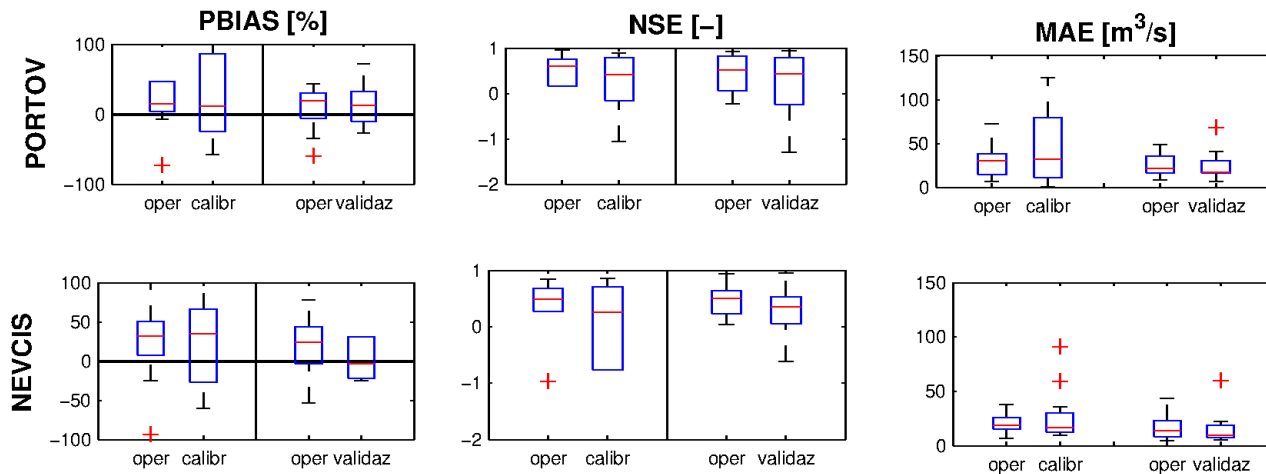 PBIAS [%]
NSE [−]
MAE [m³/s]
PORTOV
100
0
−100
oper calibr
oper validaz
1
0
1
−2
oper calibr
oper validaz
150
100
50
0
oper calibr
oper validaz
NEVCIS
100
50
0
−50
−100
oper calibr
oper validaz
1
0
−1
−2
oper calibr
oper validaz
150
100
50
0
oper calibr
oper validaz